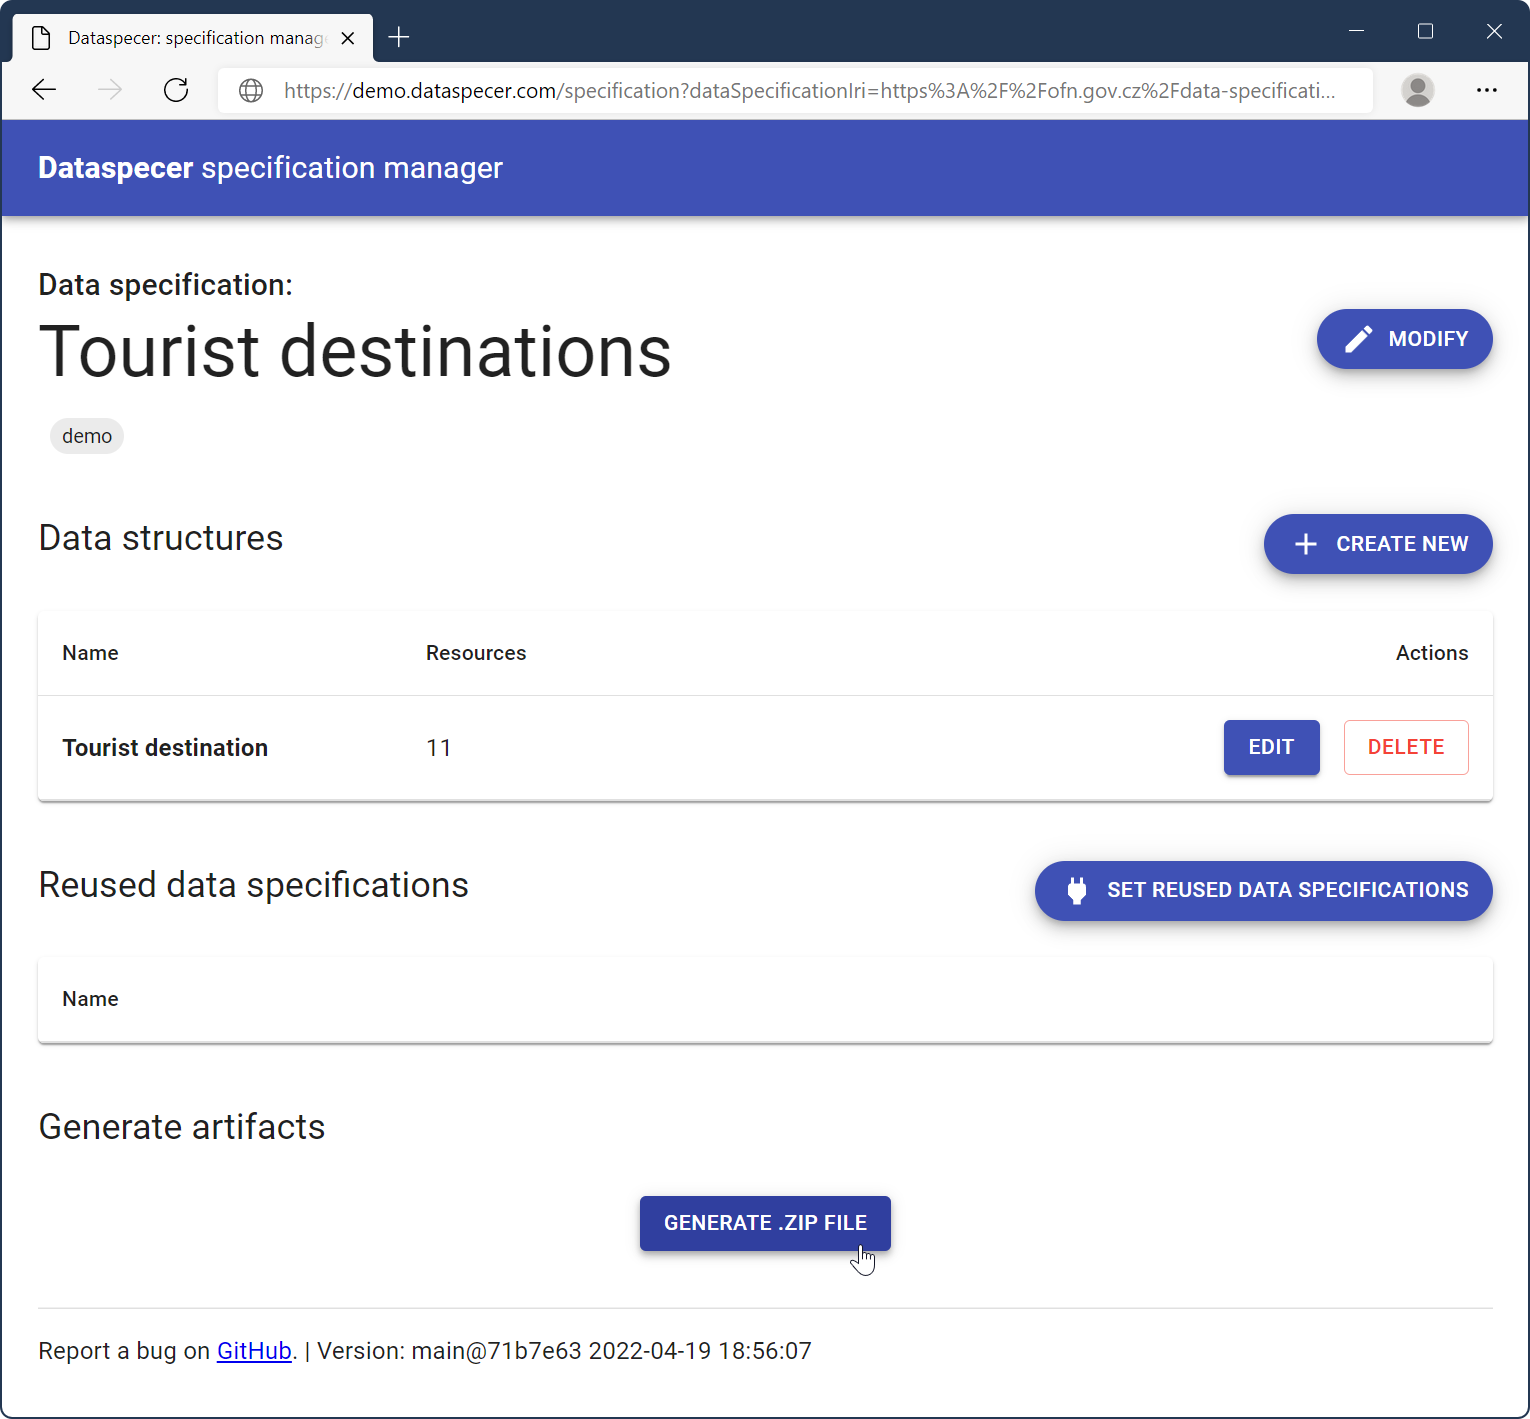 Dataspecer: specification manag
https://demo.dataspecer.com/specification?dataSpecificationIri=https%3A%2F%2Fofn.gov.cz%2Fdata-specificati...
Dataspecer specification manager
Data specification:
Tourist destinations
MODIFY
demo
Data structures
CREATE NEW
Name Resources Actions
Tourist destination 11 EDIT DELETE
Reused data specifications
SET REUSED DATA SPECIFICATIONS
Name
Generate artifacts
GENERATE .ZIP FILE
Report a bug on GitHub. | Version: main@71b7e63 2022-04-19 18:56:07